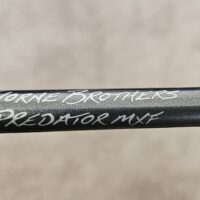 ORNE BROTHERS
PREDATOR MXF